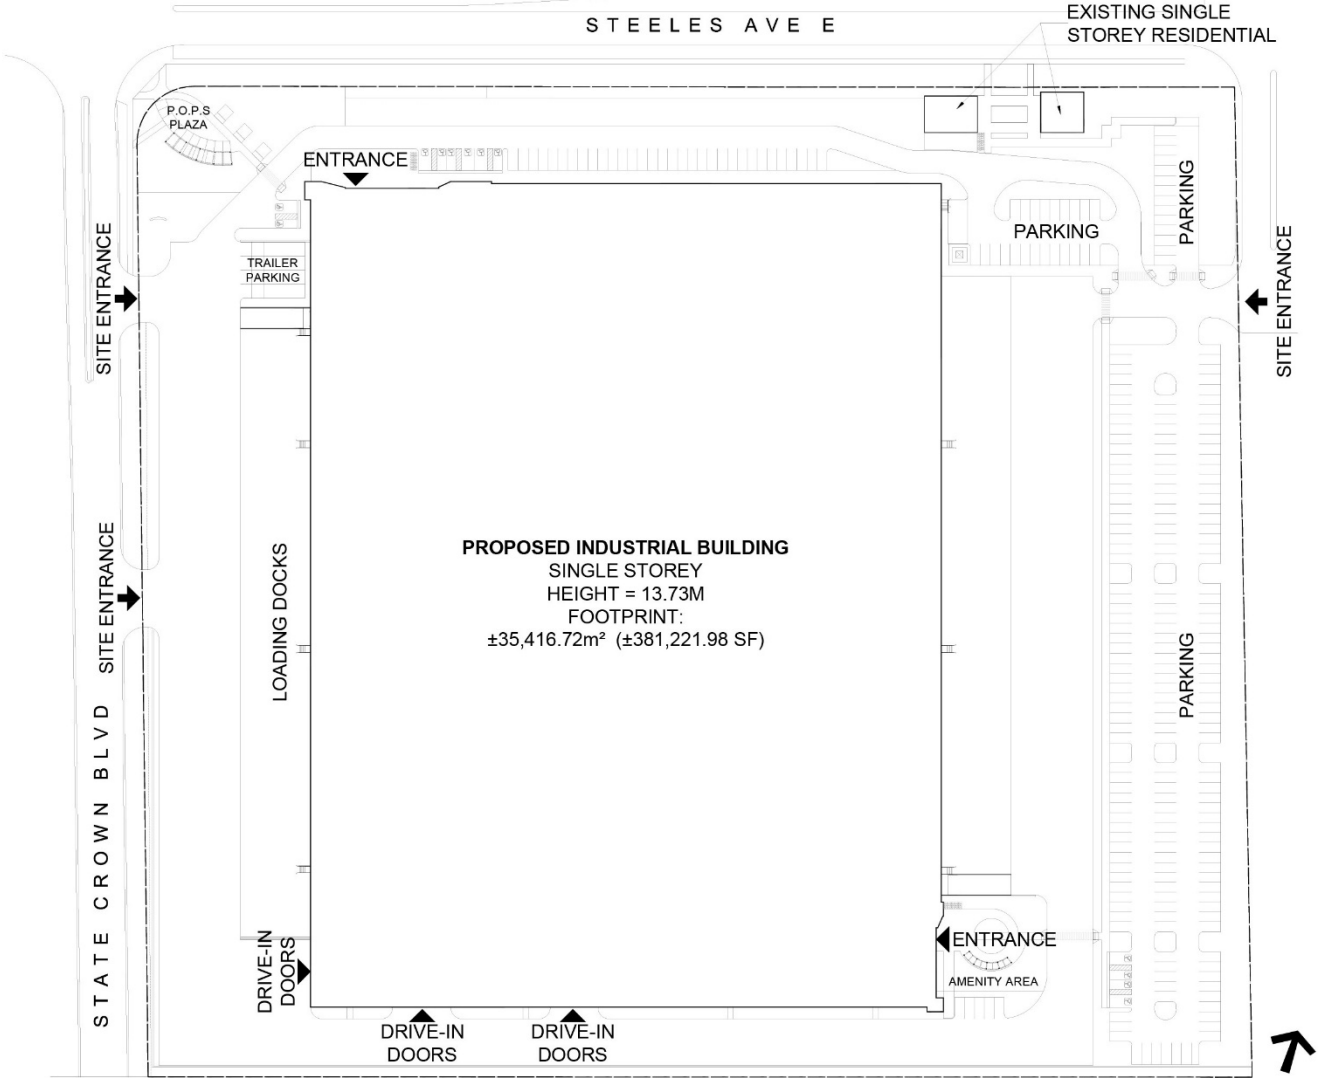 STEELES AVE E
EXISTING SINGLE
STOREY RESIDENTIAL
P.O.P.S
PLAZA
ENTRANCE
PARKING
PARKING
TRAILER
PARKING
SITE ENTRANCE
SITE ENTRANCE
SITE ENTRANCE
LOADING DOCKS
PROPOSED INDUSTRIAL BUILDING
SINGLE STOREY
HEIGHT = 13.73M
FOOTPRINT:
±35,416.72m² (±381,221.98 SF)
PARKING
STATE CROWN BLVD
DRIVE-IN
DOORS
ENTRANCE
AMENITY AREA
DRIVE-IN
DOORS
DRIVE-IN
DOORS